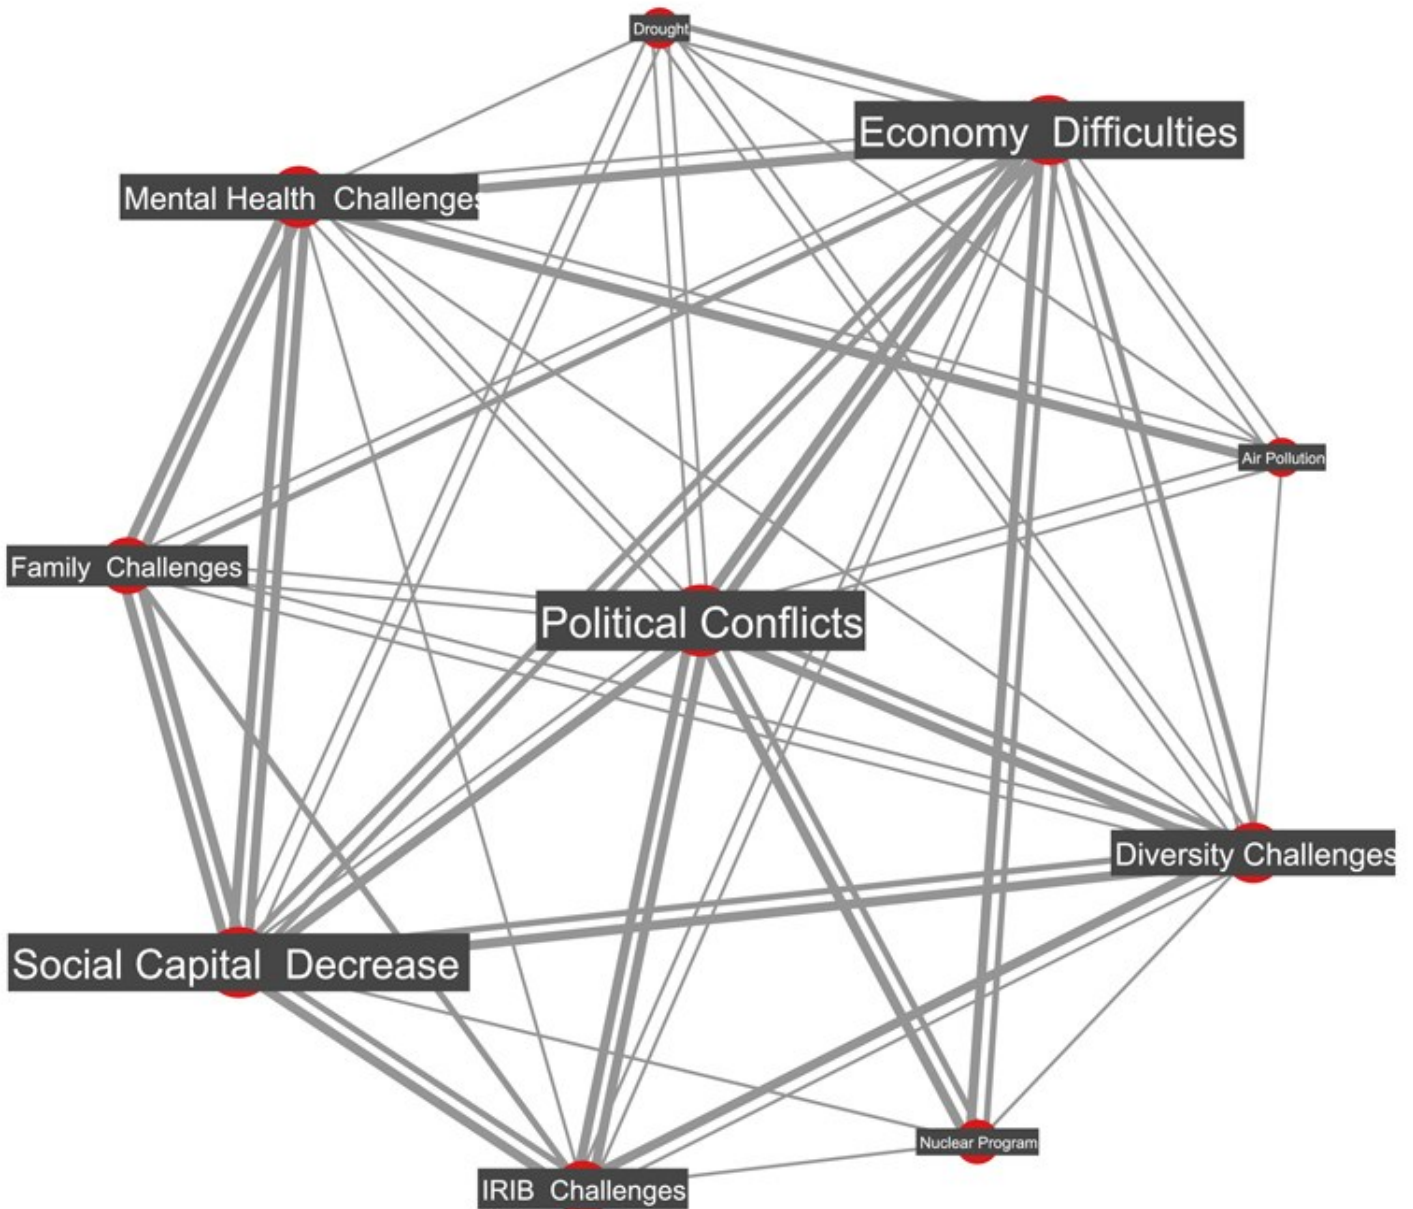 Drought
Economy Difficulties
Mental Health Challenges
Air Pollution
Family Challenges
Political Conflicts
Diversity Challenges
Social Capital Decrease
Nuclear Program
IRIB Challenges